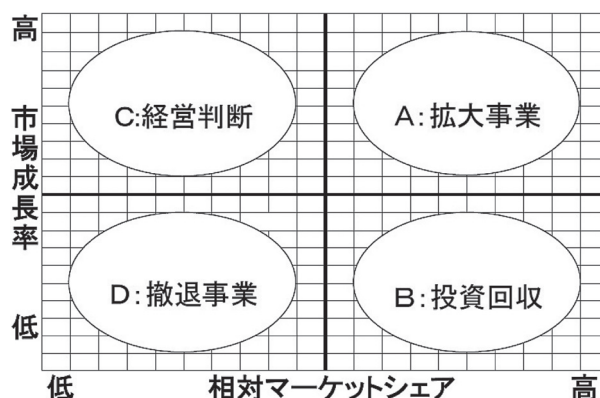 高
C:経営判断
A:拡大事業
市場成長率
D:撤退事業
B:投資回収
低
低
相対マーケットシェア
高